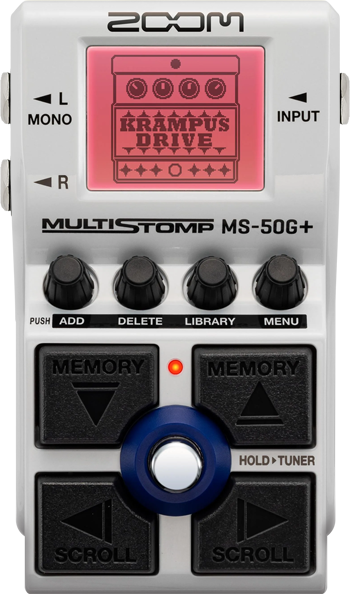 ZOOM
L
MONO
INPUT
R
KRAMPUS
DRIVE
MULTISTOMP MS-50G+
PUSH ADD DELETE LIBRARY MENU
MEMORY MEMORY
HOLD▸TUNER
SCROLL SCROLL